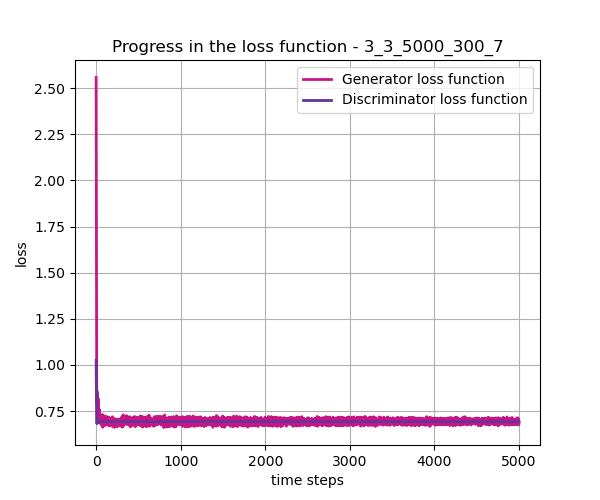 Progress in the loss function - 3_3_5000_300_7
Generator loss function
Discriminator loss function
2.50
2.25
2.00
1.75
1.50
1.25
1.00
0.75
loss
0 1000 2000 3000 4000 5000
time steps